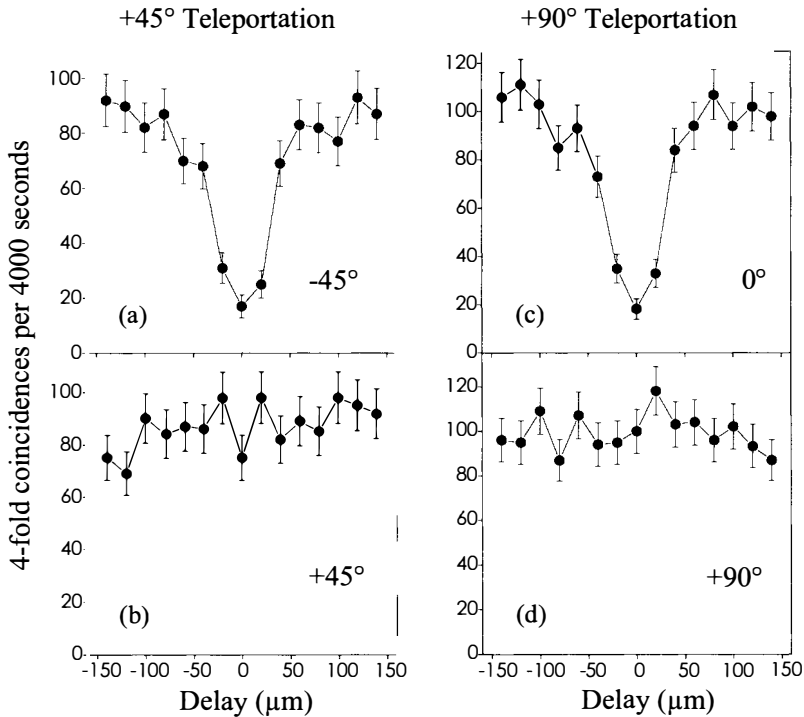 +45° Teleportation
+90° Teleportation
4-fold coincidences per 4000 seconds
100
80
60
40
20
0
(a)
-45°
120
100
80
60
40
20
0
(c)
0°
100
80
60
40
20
0
(b)
+45°
-150 -100 -50 0 50 100 150
Delay (μm)
120
100
80
60
40
20
0
(d)
+90°
-150 -100 -50 0 50 100 150
Delay (μm)